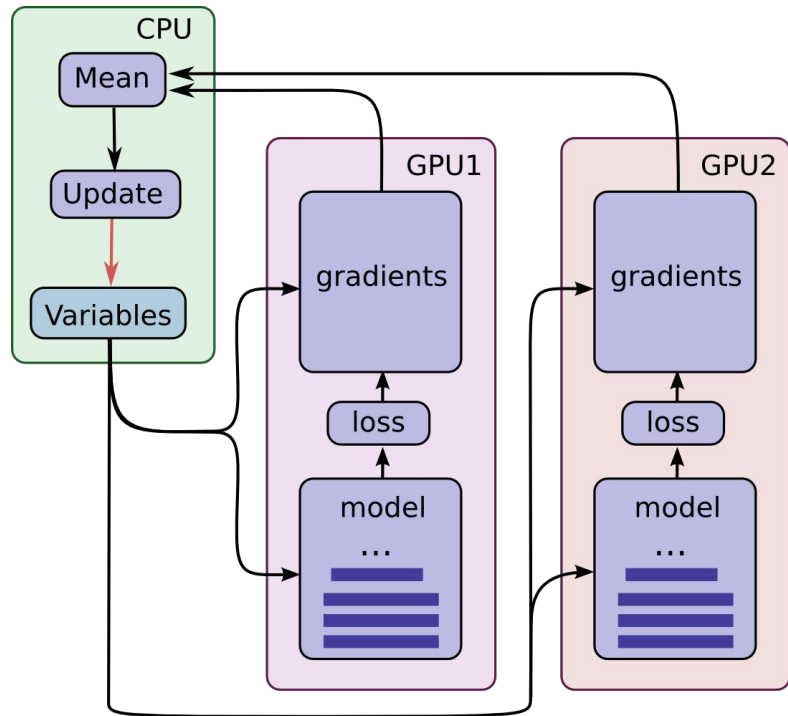 CPU
Mean
Update
Variables
GPU1
gradients
loss
model
...
GPU2
gradients
loss
model
...